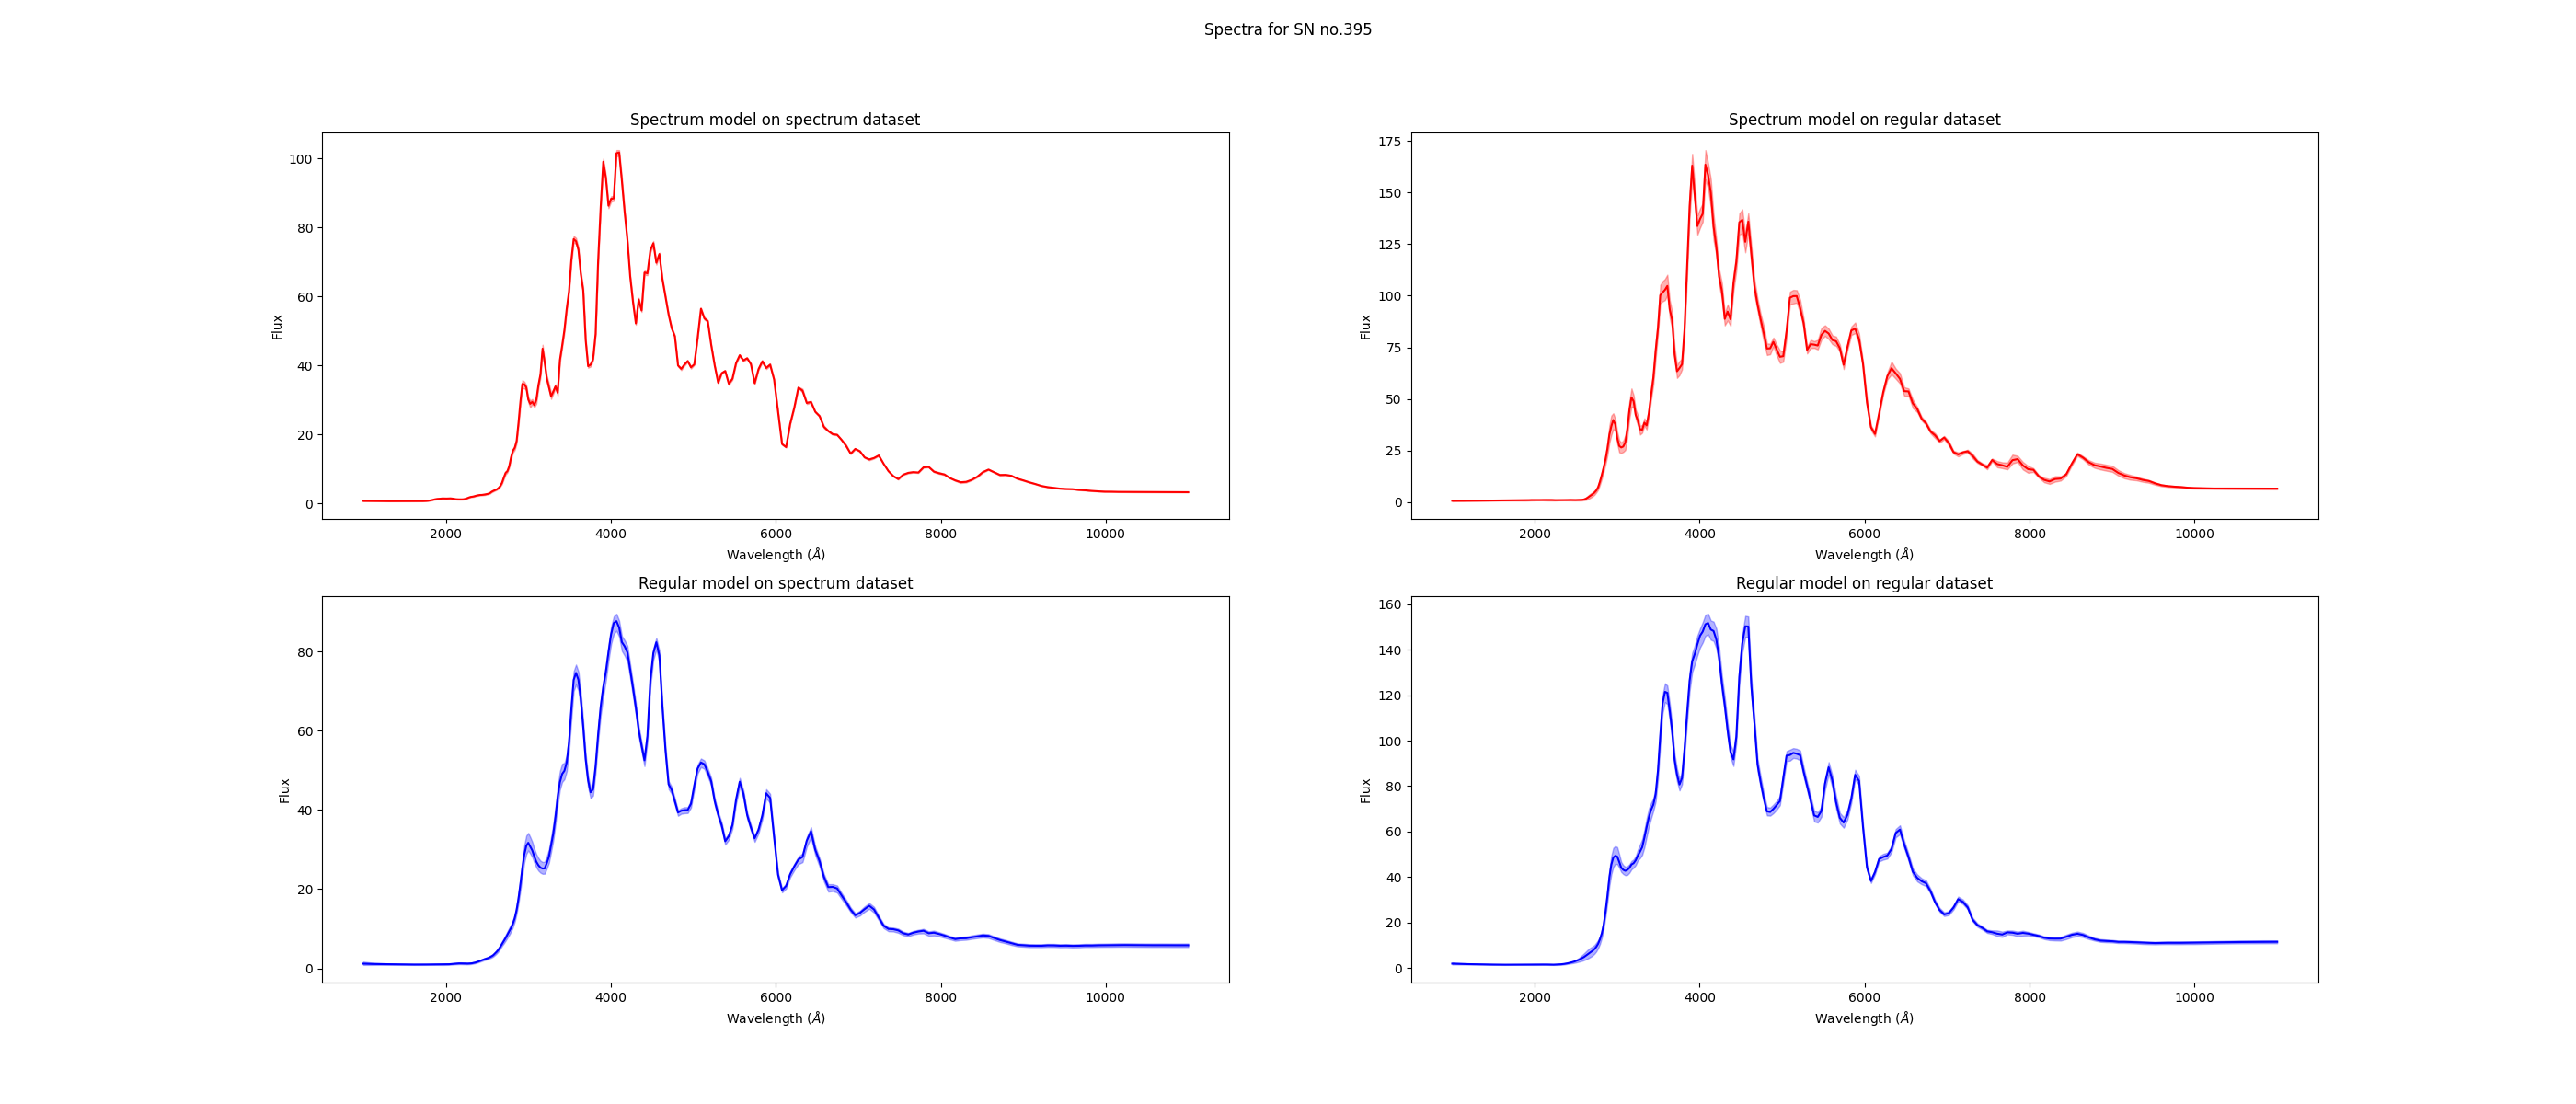 Spectra for SN no.395
Spectrum model on spectrum dataset
100
80
60
40
20
0
Flux
2000 4000 6000 8000 10000
Wavelength (Å)
Spectrum model on regular dataset
175
150
125
100
75
50
25
0
Flux
2000 4000 6000 8000 10000
Wavelength (Å)
Regular model on spectrum dataset
80
60
40
20
0
Flux
2000 4000 6000 8000 10000
Wavelength (Å)
Regular model on regular dataset
160
140
120
100
80
60
40
20
0
Flux
2000 4000 6000 8000 10000
Wavelength (Å)